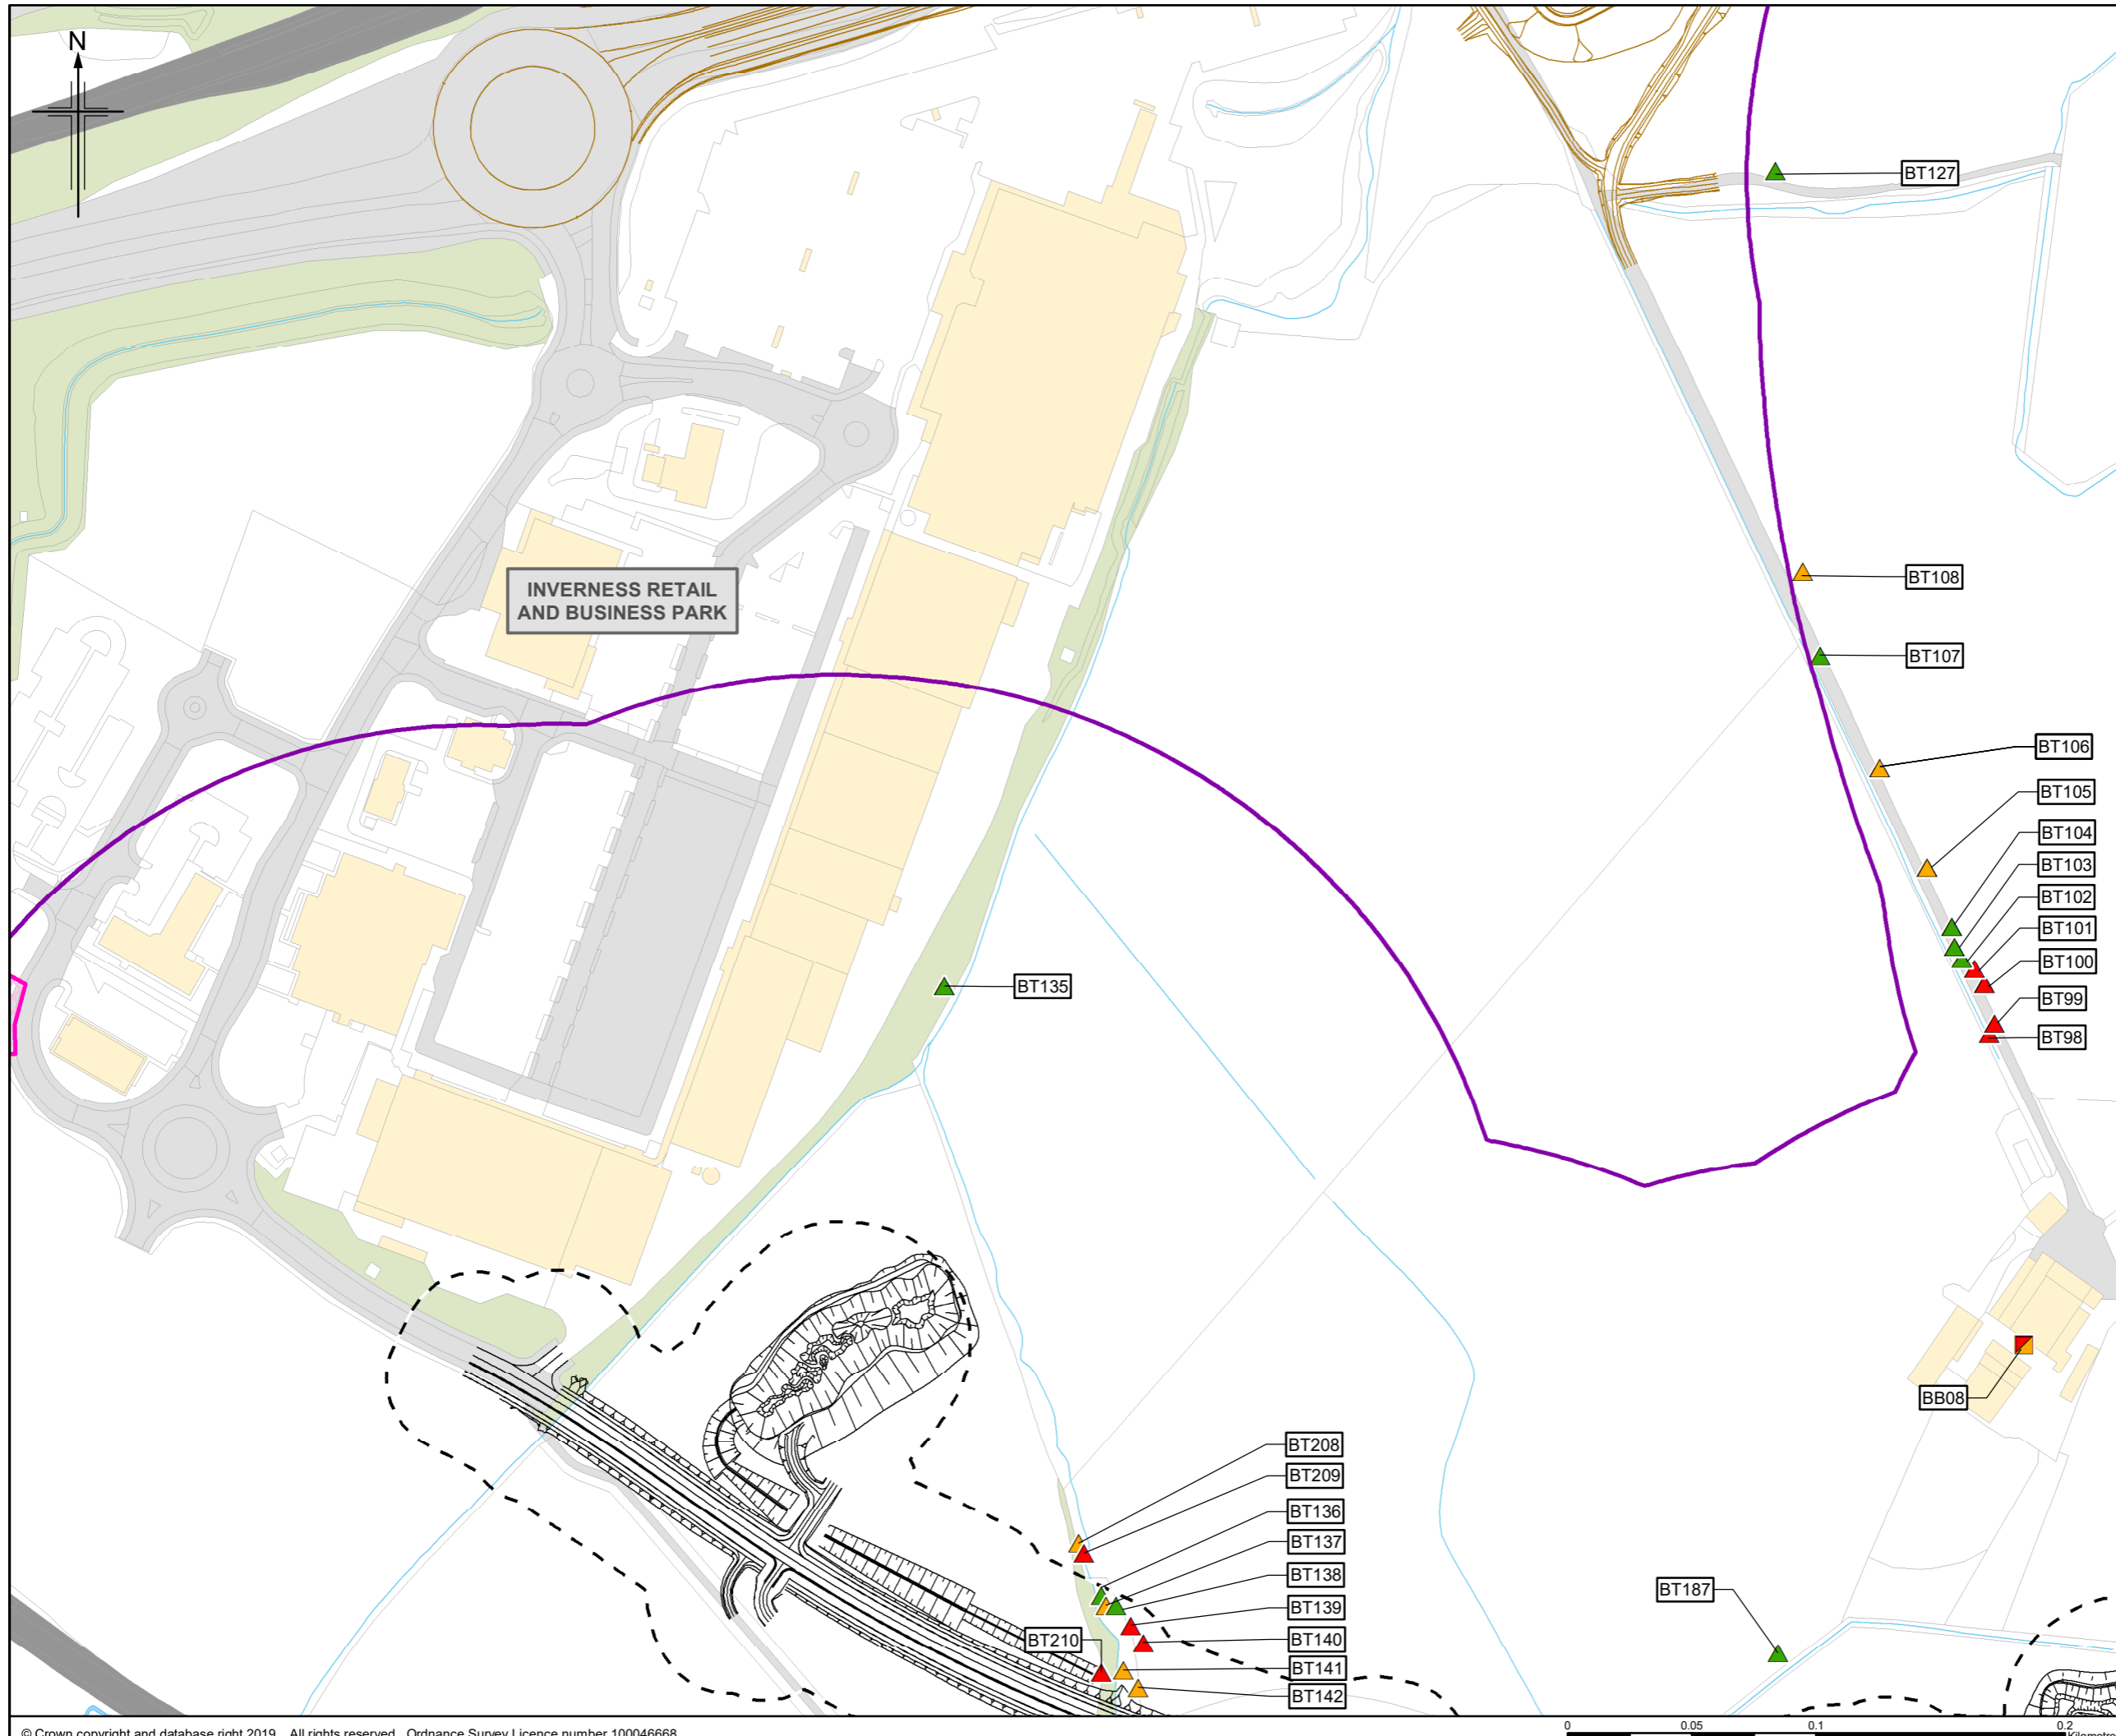 N
BT127
INVERNESS RETAIL
AND BUSINESS PARK
BT108
BT107
BT106
BT105
BT104
BT103
BT102
BT101
BT100
BT99
BT98
BT135
BB08
BT208
BT209
BT136
BT137
BT138
BT139
BT140
BT141
BT142
BT210
BT187
© Crown copyright and database right 2019. All rights reserved. Ordnance Survey Licence number 100046668.
0 0.05 0.1 0.2